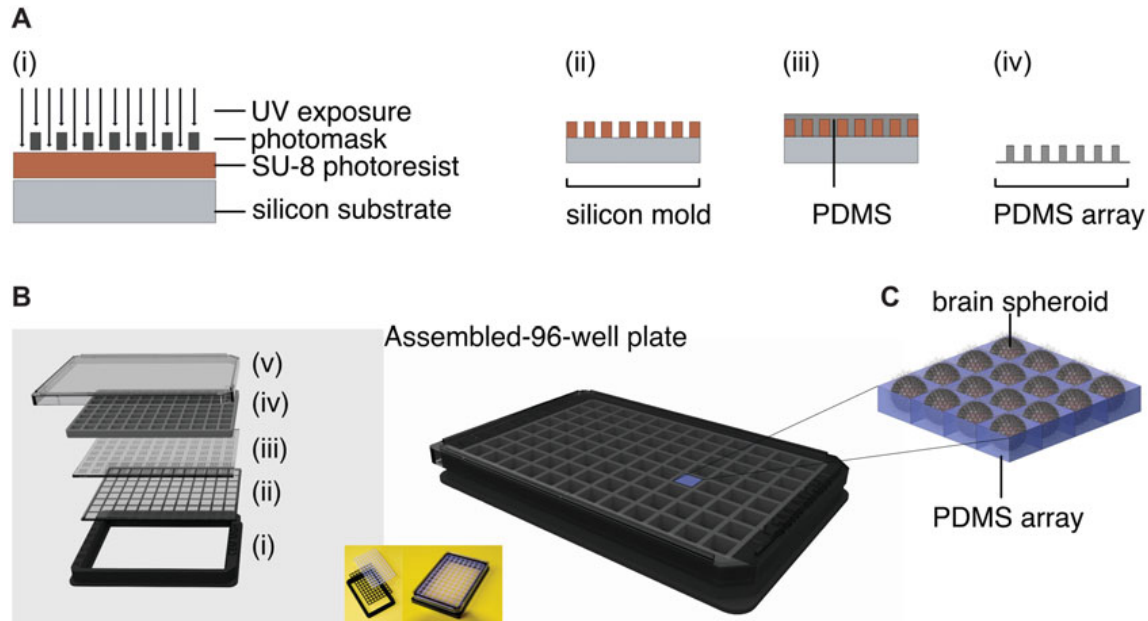 A
(i)
UV exposure
photomask
SU-8 photoresist
silicon substrate
(ii)
silicon mold
(iii)
PDMS
(iv)
PDMS array
B
(v)
(iv)
(iii)
(ii)
(i)
Assembled-96-well plate
C
brain spheroid
PDMS array